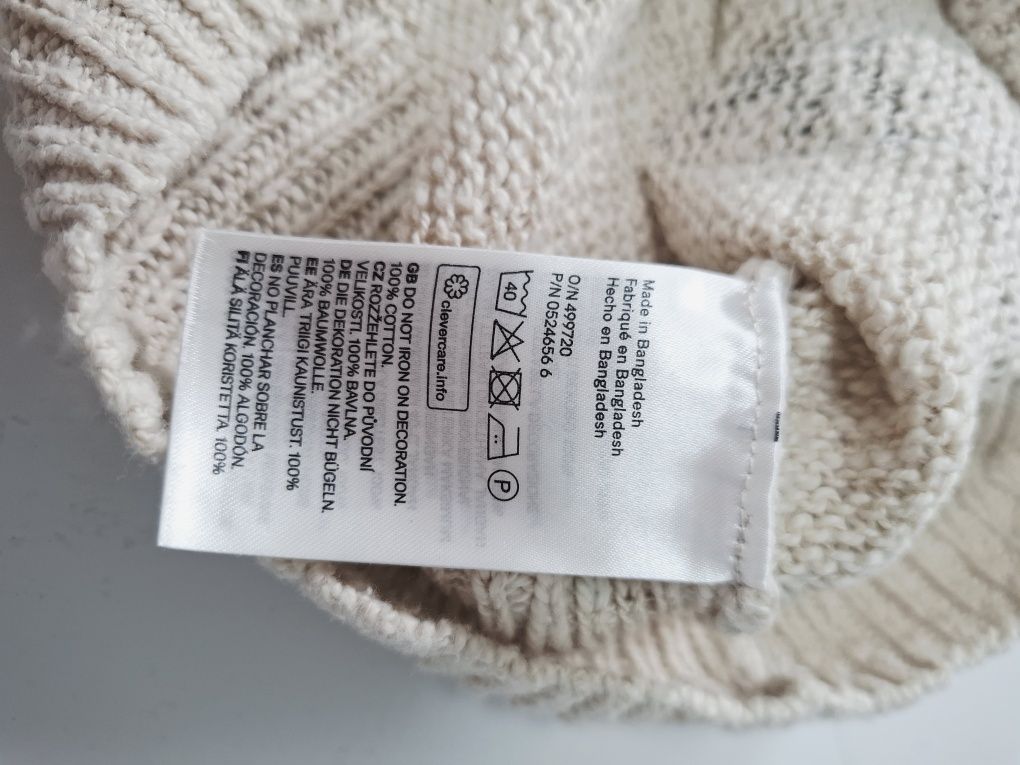 Made in Bangladesh
Fabriqué en Bangladesh
Hecho en Bangladesh
O/N 499720
P/N 0524656 6
40
P
clevercare.info
GB DO NOT IRON ON DECORATION.
100% COTTON.
CZ ROZŽEHLETE DO PŮVODNÍ
VELIKOSTI. 100% BAVLNA.
DE DIE DEKORATION NICHT BÜGELN.
100% BAUMWOLLE.
EE ÄRA TRIIGI KAUNISTUST. 100%
PUUVILL.
ES NO PLANCHAR SOBRE LA
DECORACIÓN. 100% ALGODÓN.
FI ÄLÄ SILITÄ KORISTETTA. 100%